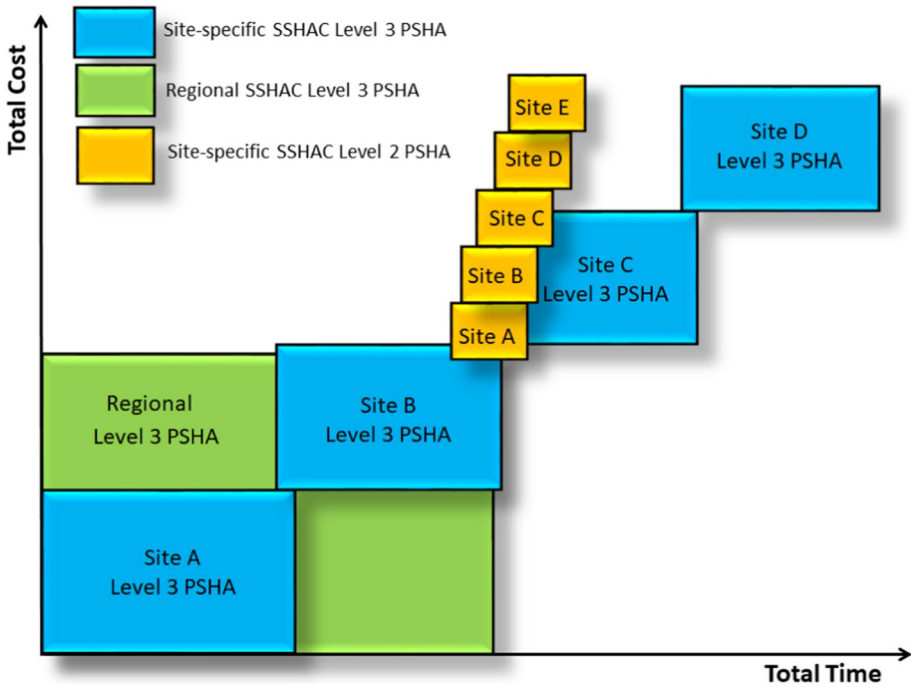 Total Cost
Site-specific SSHAC Level 3 PSHA
Regional SSHAC Level 3 PSHA
Site-specific SSHAC Level 2 PSHA
Site E
Site D
Site C
Site B
Site A
Site D
Level 3 PSHA
Site C
Level 3 PSHA
Regional
Level 3 PSHA
Site B
Level 3 PSHA
Site A
Level 3 PSHA
Total Time